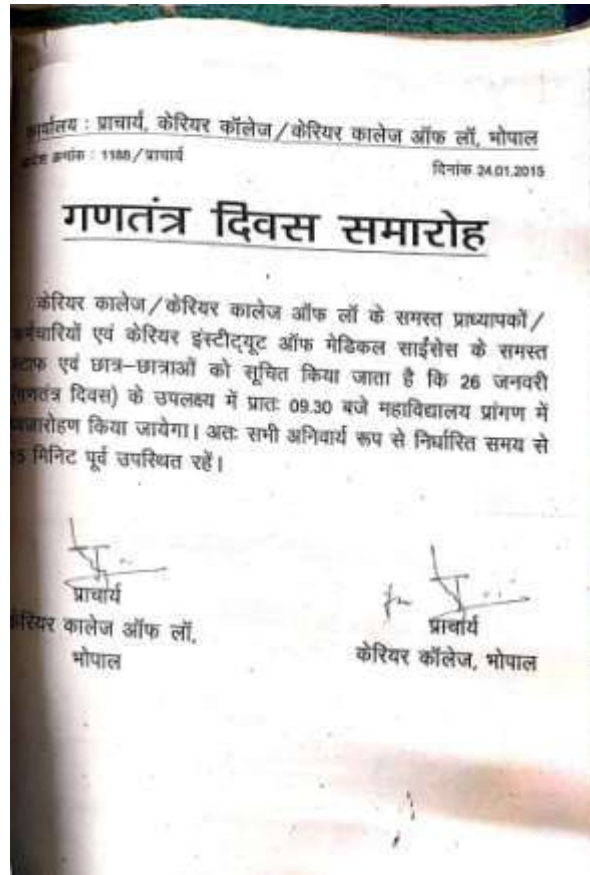 कार्यालय : प्राचार्य, केरियर कॉलेज/केरियर कालेज ऑफ लॉ, भोपाल
क्रमांक : 1188/प्राचार्य दिनांक 24.01.2015
गणतंत्र दिवस समारोह
केरियर कालेज/केरियर कालेज ऑफ लॉ के समस्त प्राध्यापकों/
कर्मचारियों एवं केरियर इंस्टीट्यूट ऑफ मेडिकल साईंसेस के समस्त
स्टाफ एवं छात्र-छात्राओं को सूचित किया जाता है कि 26 जनवरी
(गणतंत्र दिवस) के उपलक्ष्य में प्रातः 09.30 बजे महाविद्यालय प्रांगण में
ध्वजारोहण किया जायेगा। अतः सभी अनिवार्य रूप से निर्धारित समय से
15 मिनिट पूर्व उपस्थित रहें।
प्राचार्य
केरियर कालेज ऑफ लॉ,
भोपाल
for
प्राचार्य
केरियर कॉलेज, भोपाल